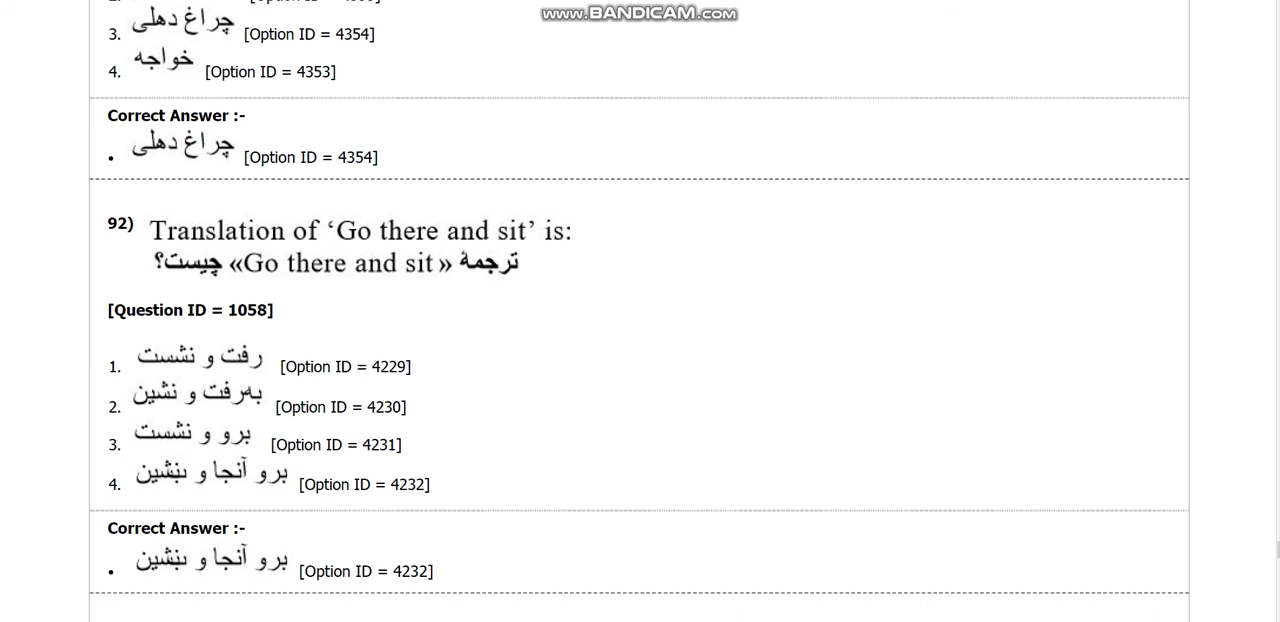 www.BANDICAM.com
3. چراغ دهلی [Option ID = 4354]
4. خواجه [Option ID = 4353]
Correct Answer :-
• چراغ دهلی [Option ID = 4354]
92) Translation of ‘Go there and sit’ is:
ترجمۀ «Go there and sit» چیست؟
[Question ID = 1058]
1. رفت و نشست [Option ID = 4229]
2. به‌رفت و نشین [Option ID = 4230]
3. برو و نشست [Option ID = 4231]
4. برو آنجا و بنشین [Option ID = 4232]
Correct Answer :-
• برو آنجا و بنشین [Option ID = 4232]